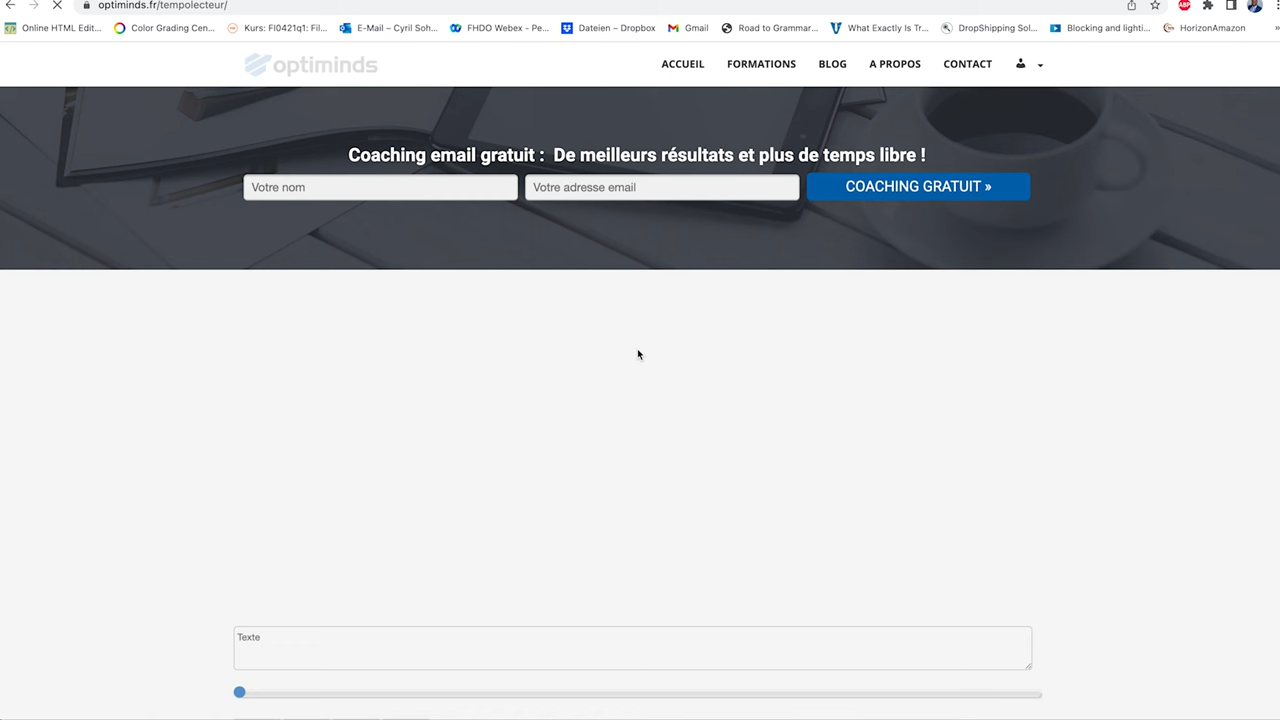 optiminds.fr/tempolecteur/
Online HTML Edit... Color Grading Cen... Kurs: FI0421q1: Fil... E-Mail – Cyril Soh... FHDO Webex - Pe... Dateien – Dropbox Gmail Road to Grammar... What Exactly Is Tr... DropShipping Sol... Blocking and lighti... HorizonAmazon »
optiminds ACCUEIL FORMATIONS BLOG A PROPOS CONTACT
Coaching email gratuit : De meilleurs résultats et plus de temps libre !
Votre nom Votre adresse email COACHING GRATUIT »
Texte